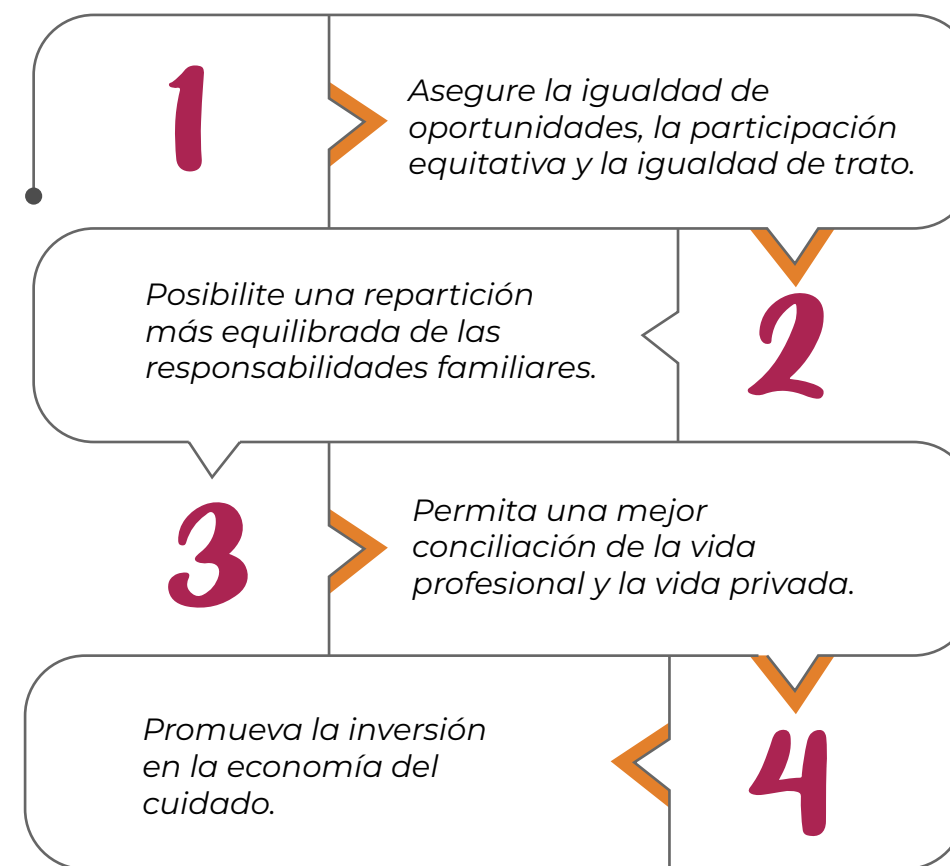 1
Asegure la igualdad de
oportunidades, la participación
equitativa y la igualdad de trato.
2
Posibilite una repartición
más equilibrada de las
responsabilidades familiares.
3
Permita una mejor
conciliación de la vida
profesional y la vida privada.
4
Promueva la inversión
en la economía del
cuidado.